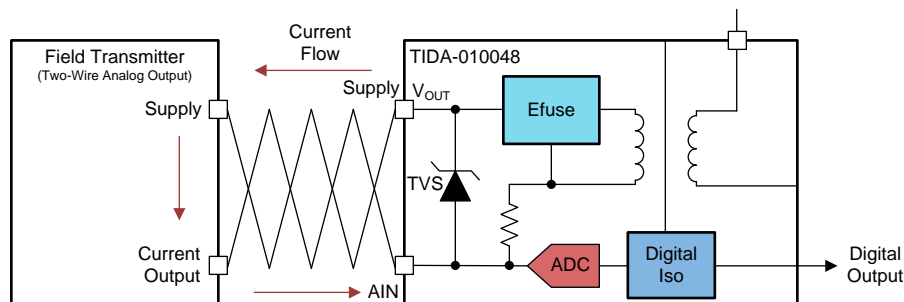 Field Transmitter
(Two-Wire Analog Output)
Current
Flow
TIDA-010048
Supply
Supply
VOUT
Efuse
TVS
Current
Output
AIN
ADC
Digital
Iso
Digital
Output